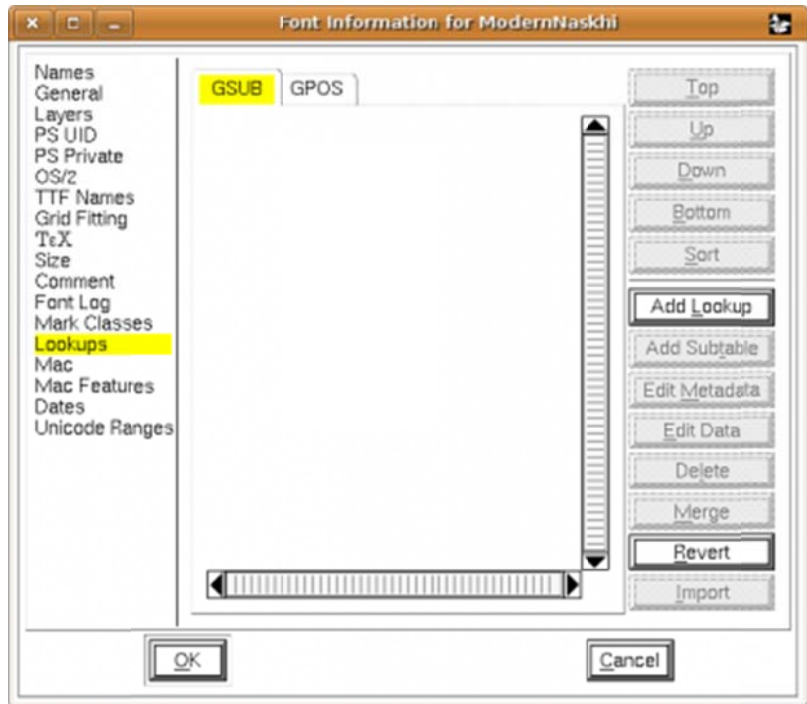 Font Information for ModernNaskhi
Names
General
Layers
PS UID
PS Private
OS/2
TTF Names
Grid Fitting
TεX
Size
Comment
Font Log
Mark Classes
Lookups
Mac
Mac Features
Dates
Unicode Ranges
GSUB GPOS
Top
Up
Down
Bottom
Sort
Add Lookup
Add Subtable
Edit Metadata
Edit Data
Delete
Merge
Revert
Import
OK Cancel